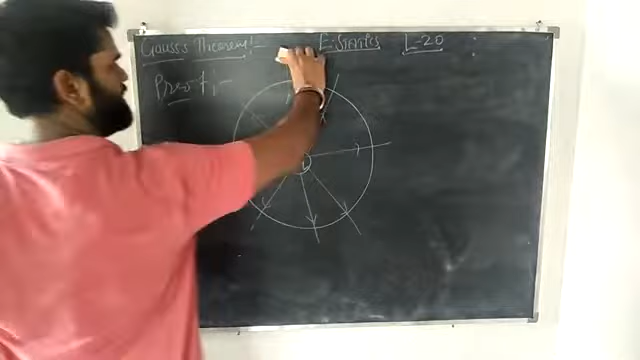 Gauss's Theorem :- E-Statics L-20
Proof :-